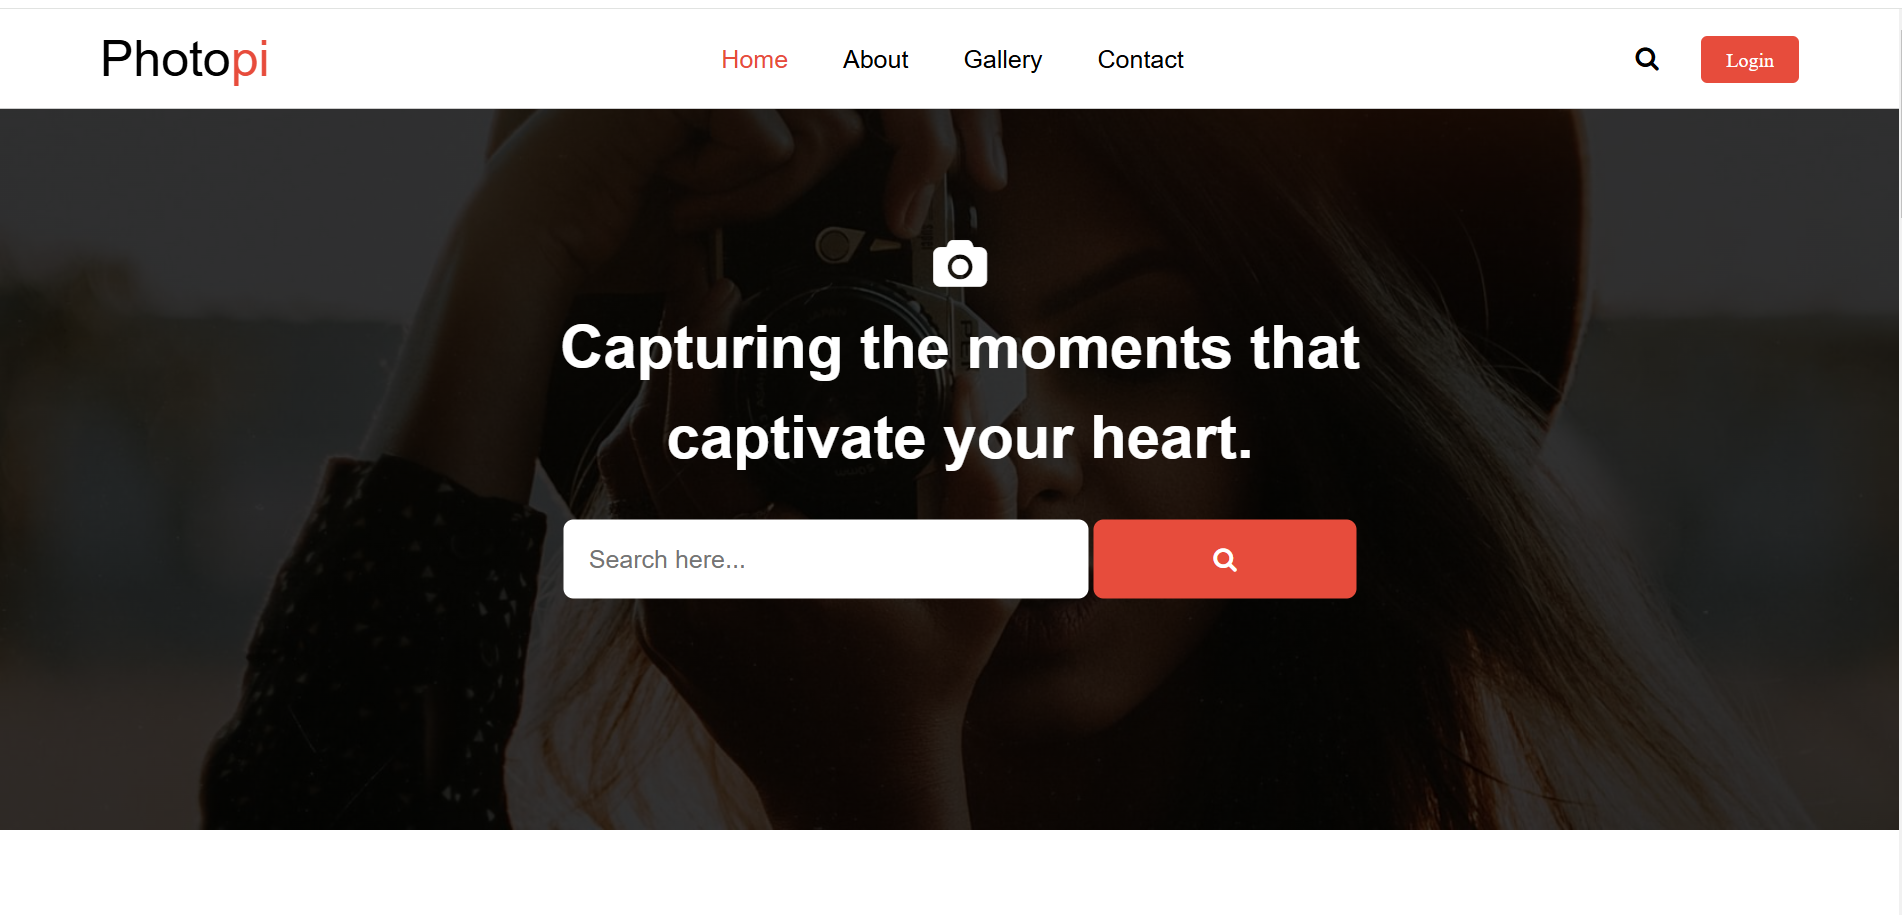 Photopi
Home About Gallery Contact
Login
Capturing the moments that
captivate your heart.
Search here...